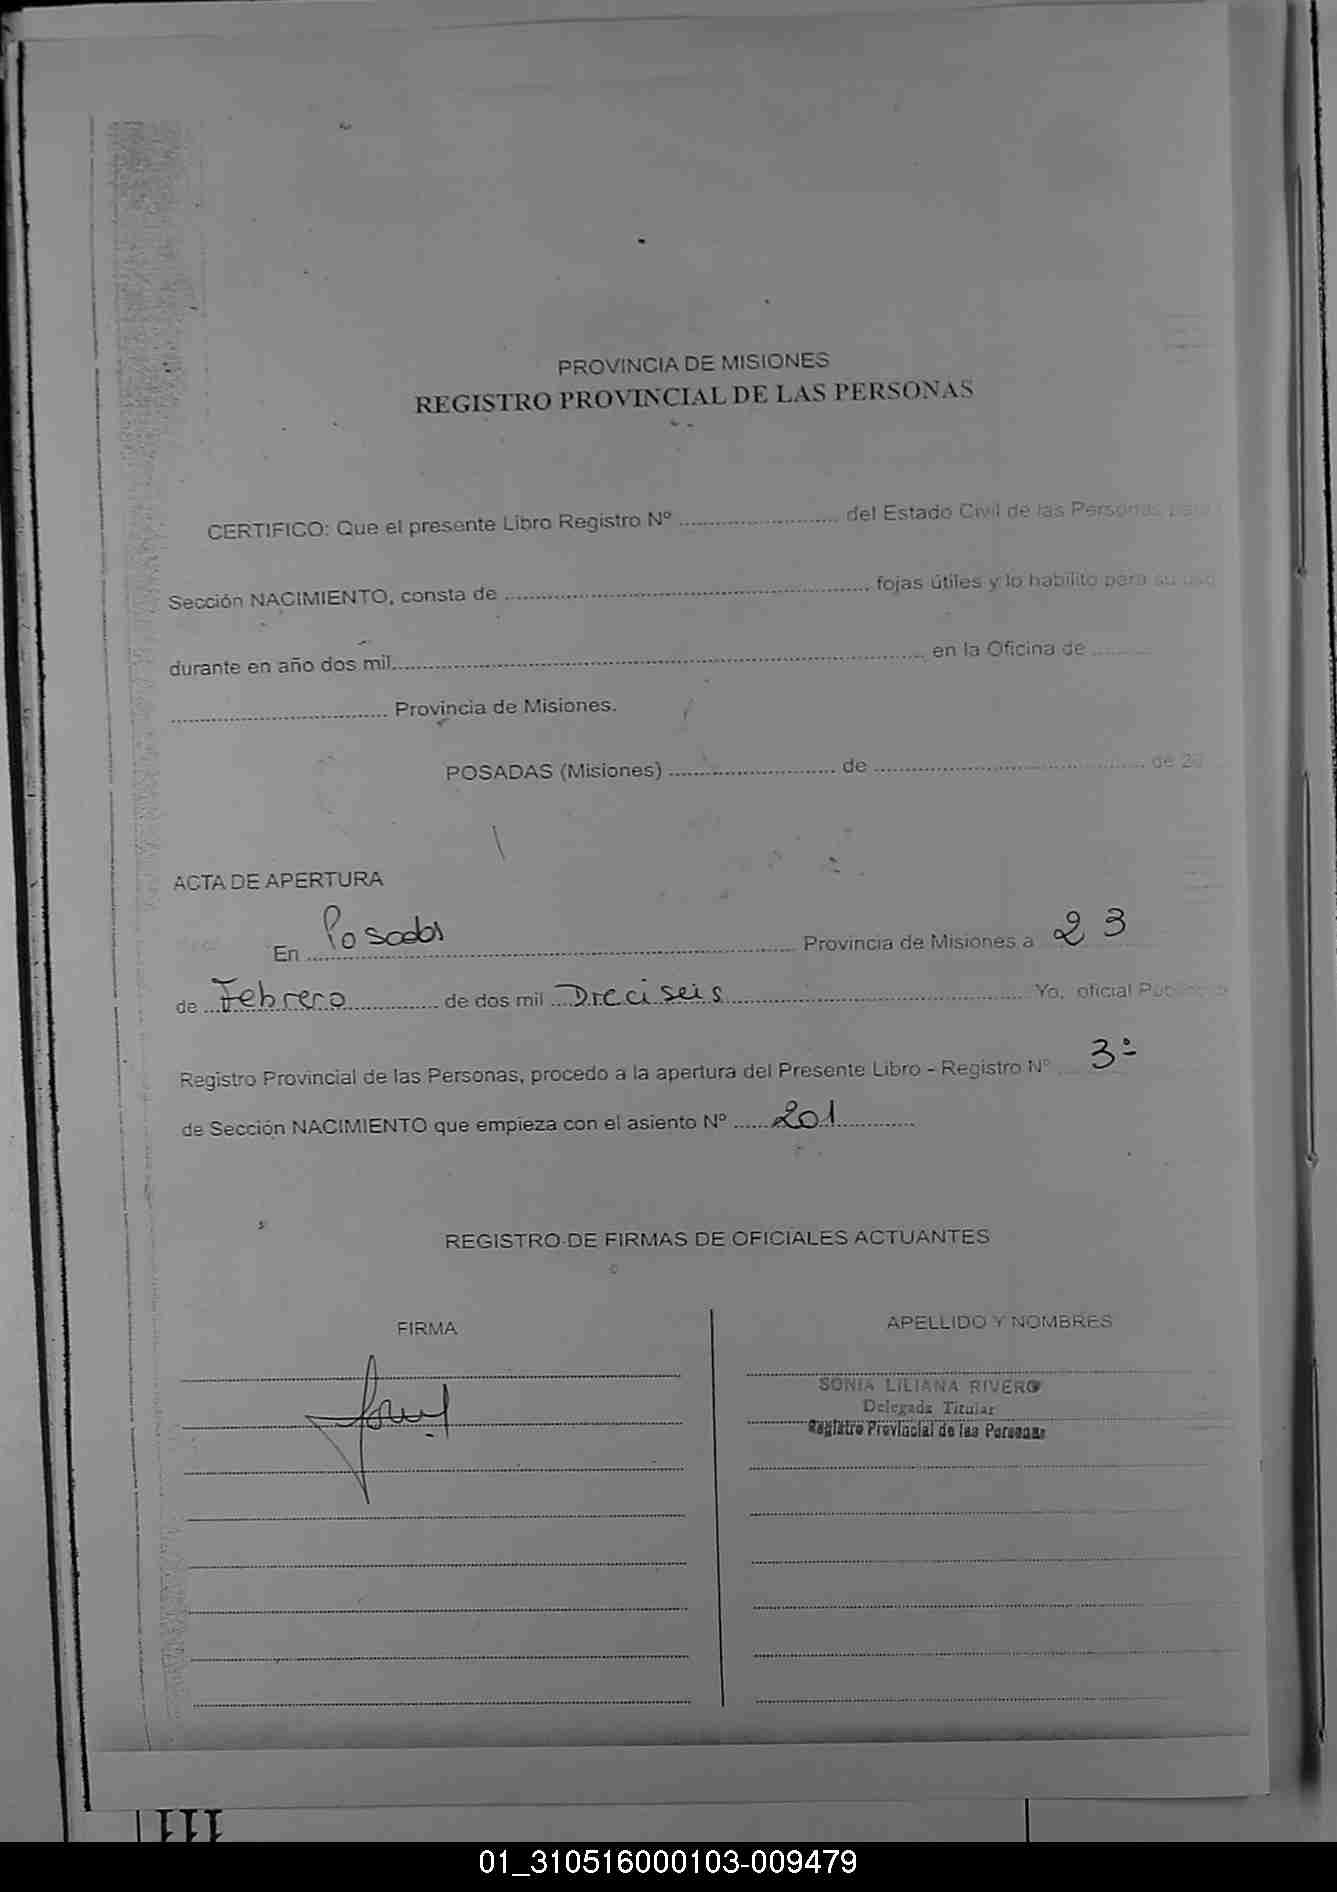 PROVINCIA DE MISIONES
REGISTRO PROVINCIAL DE LAS PERSONAS
CERTIFICO: Que el presente Libro Registro Nº ........................... del Estado Civil de las Personas para
Sección NACIMIENTO, consta de ............................................................ fojas útiles y lo habilito para su uso
durante en año dos mil.......................................................................................... en la Oficina de ..........
.................................... Provincia de Misiones.
POSADAS (Misiones) ............................ de ............................................. de 20
ACTA DE APERTURA
En Posadas ........................................................... Provincia de Misiones a 23
de Febrero ............... de dos mil Dieciseis .................................................. Yo, oficial
Registro Provincial de las Personas, procedo a la apertura del Presente Libro - Registro Nº 3º
de Sección NACIMIENTO que empieza con el asiento Nº ...... 201 .............
REGISTRO DE FIRMAS DE OFICIALES ACTUANTES
FIRMA
APELLIDO Y NOMBRES
SONIA LILIANA RIVERO
Delegada Titular
Registro Provincial de las Personas
111
01_310516000103-009479